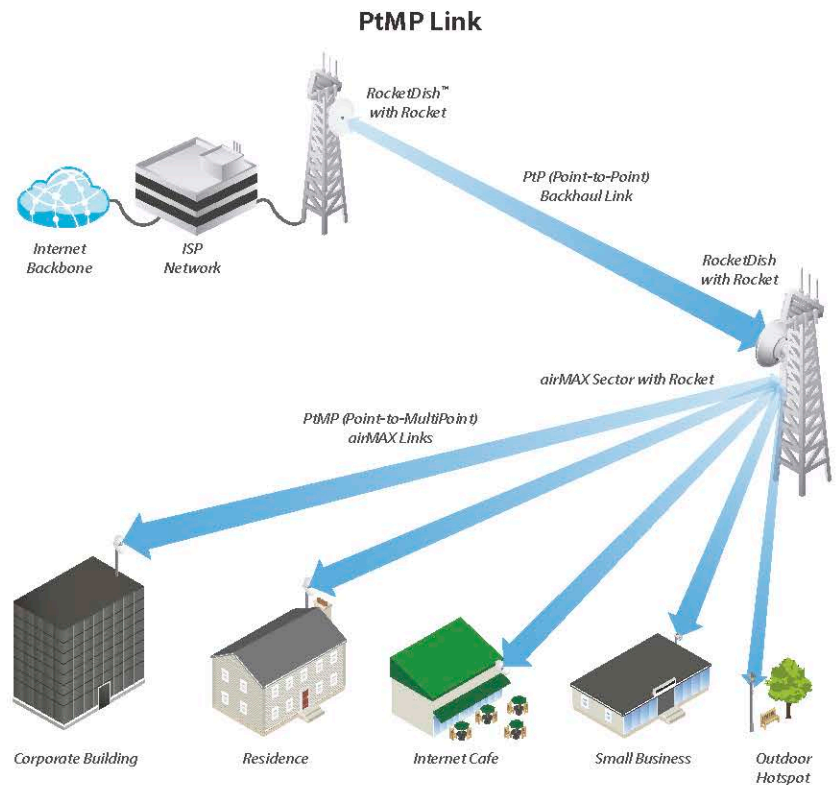 PtMP Link
RocketDish™
with Rocket
PtP (Point-to-Point)
Backhaul Link
Internet
Backbone
ISP
Network
RocketDish
with Rocket
airMAX Sector with Rocket
PtMP (Point-to-MultiPoint)
airMAX Links
Corporate Building
Residence
Internet Cafe
Small Business
Outdoor
Hotspot